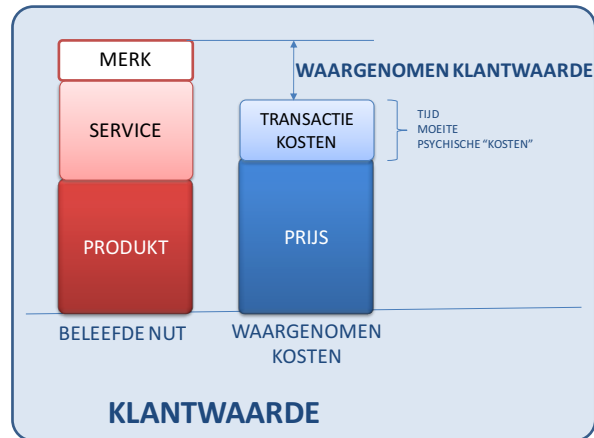 MERK
WAARGENOMEN KLANTWAARDE
SERVICE
TRANSACTIE
KOSTEN
TIJD
MOEITE
PSYCHISCHE “KOSTEN”
PRODUKT
PRIJS
BELEEFDE NUT
WAARGENOMEN
KOSTEN
KLANTWAARDE